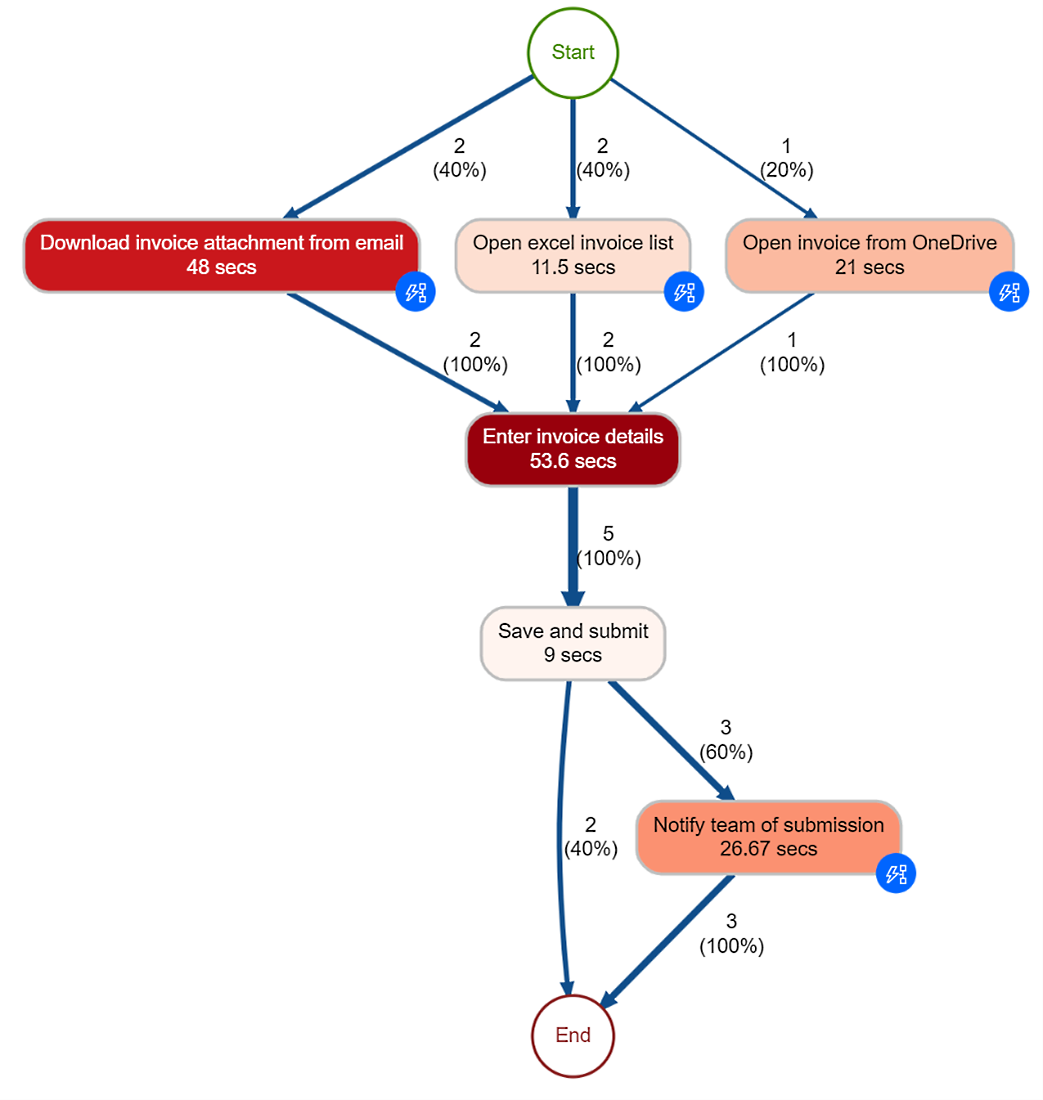 Start
2
(40%)
2
(40%)
1
(20%)
Download invoice attachment from email
48 secs
Open excel invoice list
11.5 secs
Open invoice from OneDrive
21 secs
2
(100%)
2
(100%)
1
(100%)
Enter invoice details
53.6 secs
5
(100%)
Save and submit
9 secs
3
(60%)
2
(40%)
Notify team of submission
26.67 secs
3
(100%)
End